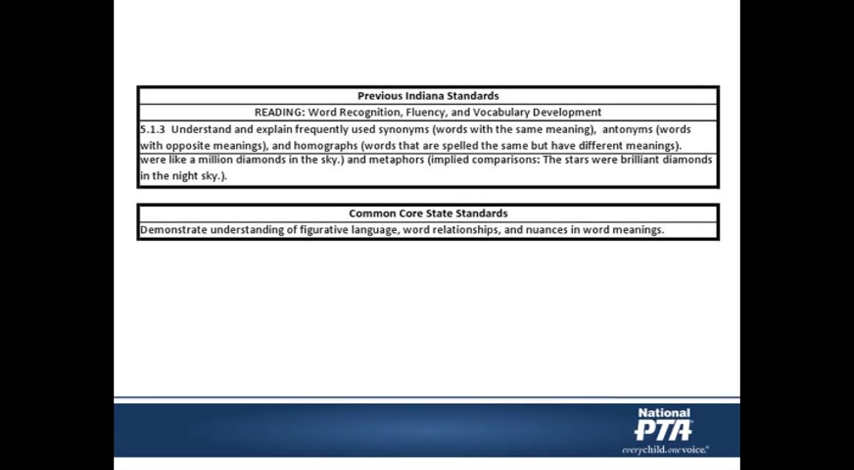 Previous Indiana Standards
READING: Word Recognition, Fluency, and Vocabulary Development
5.1.3 Understand and explain frequently used synonyms (words with the same meaning), antonyms (words
with opposite meanings), and homographs (words that are spelled the same but have different meanings).
were like a million diamonds in the sky.) and metaphors (implied comparisons: The stars were brilliant diamonds
in the night sky.).
Common Core State Standards
Demonstrate understanding of figurative language, word relationships, and nuances in word meanings.
National
PTA
everychild.onevoice.®